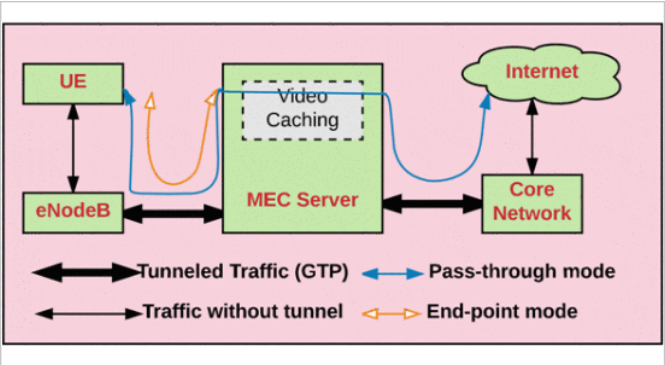 UE
Internet
Video
Caching
MEC Server
eNodeB
Core
Network
Tunneled Traffic (GTP)
Pass-through mode
Traffic without tunnel
End-point mode